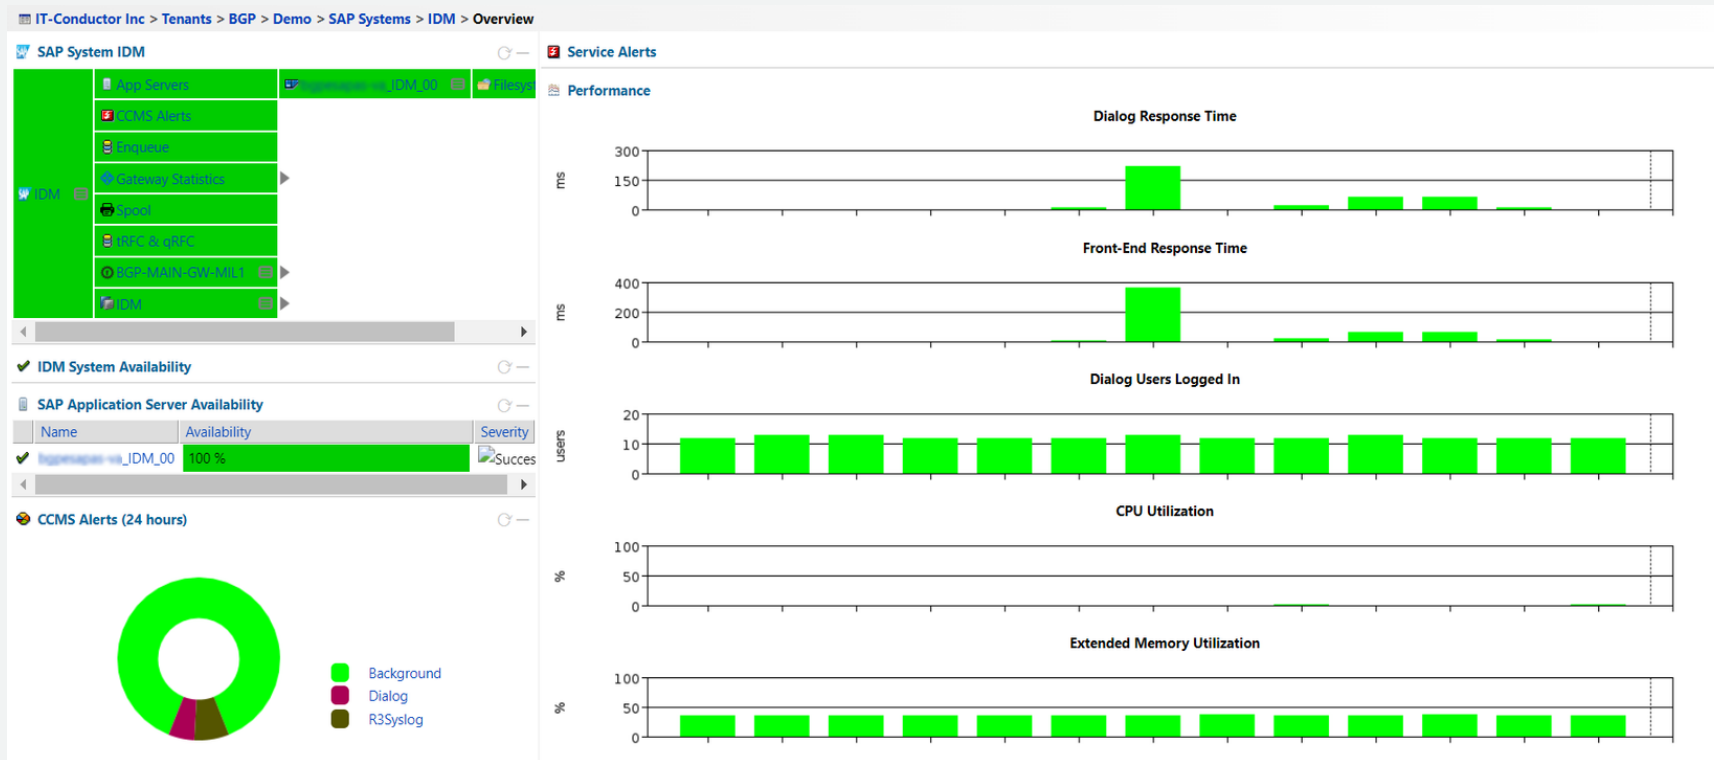 IT-Conductor Inc > Tenants > BGP > Demo > SAP Systems > IDM > Overview
SAP System IDM
IDM
App Servers
_IDM_00
Filesyst
CCMS Alerts
Enqueue
Gateway Statistics
Spool
tRFC & qRFC
BGP-MAIN-GW-MIL1
IDM
IDM System Availability
SAP Application Server Availability
Name Availability Severity
_IDM_00 100 % Succes
CCMS Alerts (24 hours)
Background
Dialog
R3Syslog
Service Alerts
Performance
Dialog Response Time
ms
300
150
0
Front-End Response Time
ms
400
200
0
Dialog Users Logged In
users
20
10
0
CPU Utilization
%
100
50
0
Extended Memory Utilization
%
100
50
0